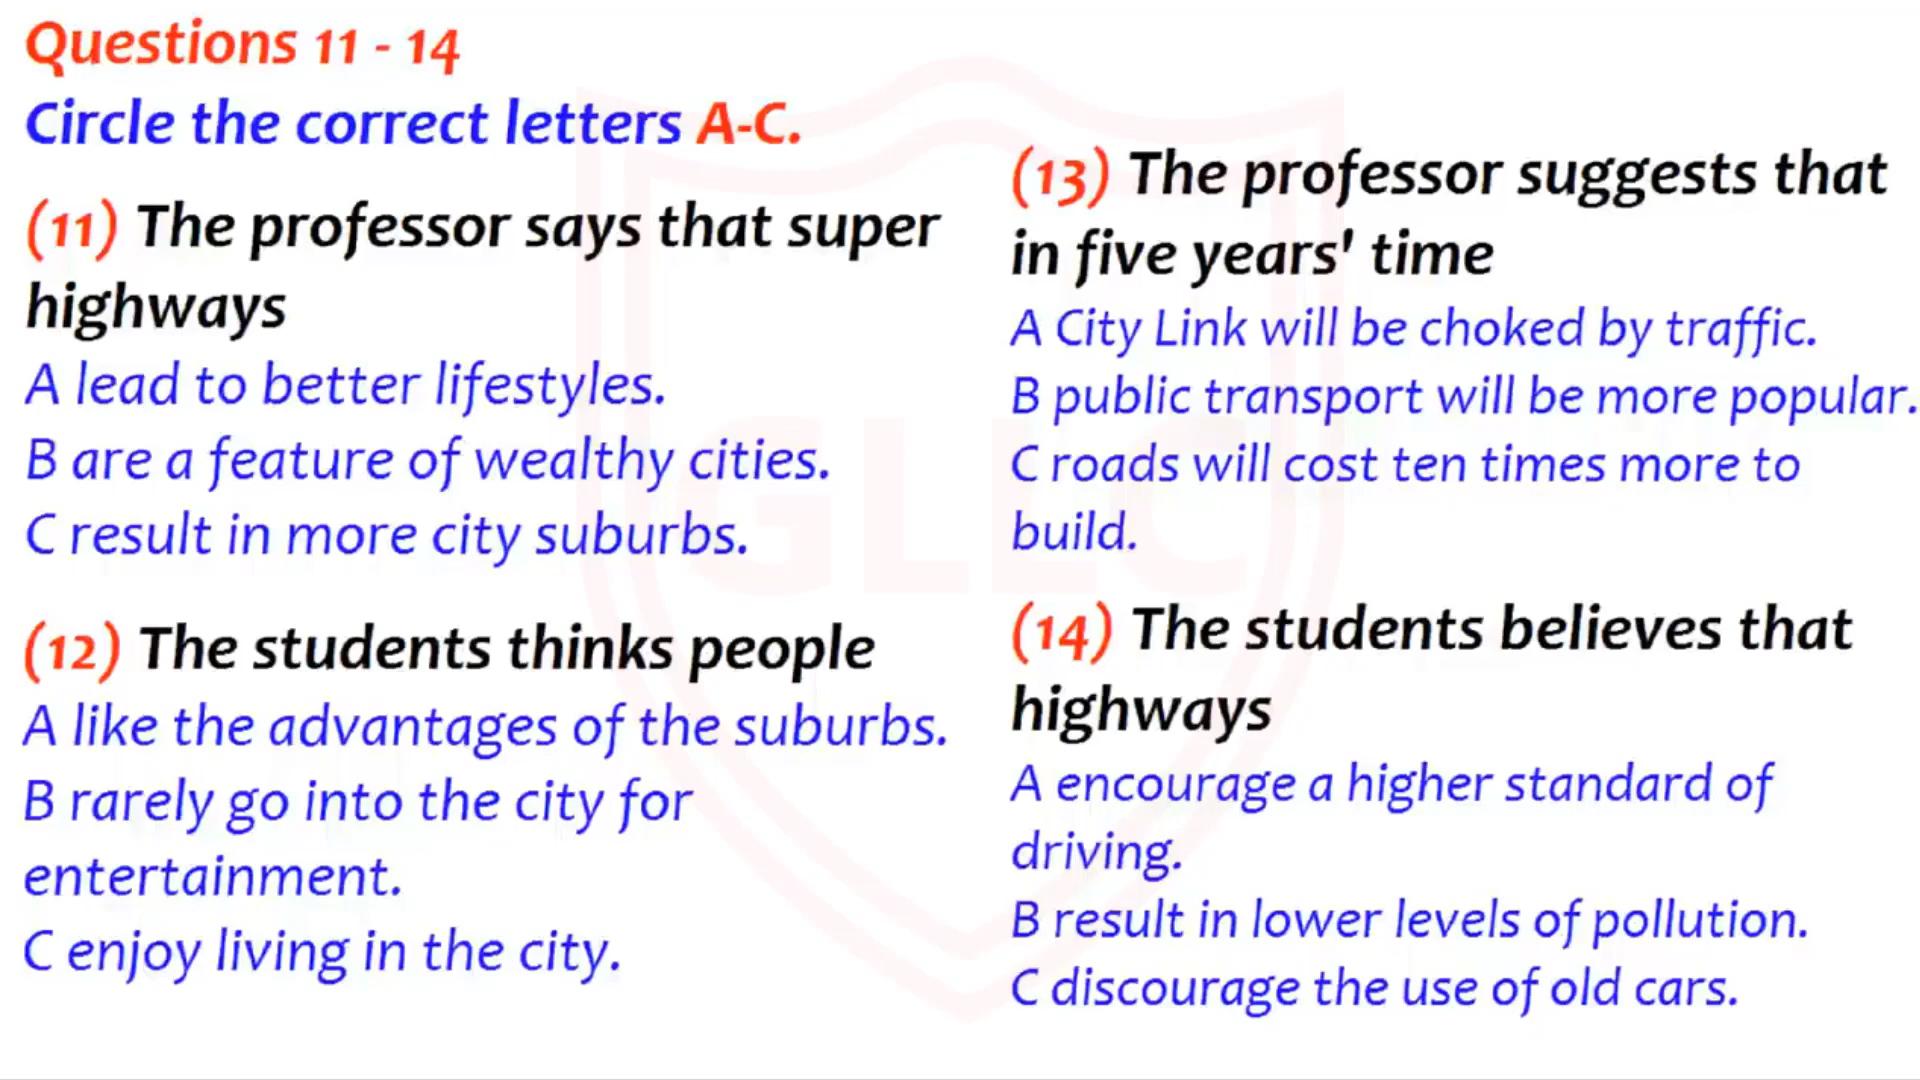 Questions 11 - 14
Circle the correct letters A-C.
(11) The professor says that super
highways
A lead to better lifestyles.
B are a feature of wealthy cities.
C result in more city suburbs.
(12) The students thinks people
A like the advantages of the suburbs.
B rarely go into the city for
entertainment.
C enjoy living in the city.
(13) The professor suggests that
in five years' time
A City Link will be choked by traffic.
B public transport will be more popular.
C roads will cost ten times more to
build.
(14) The students believes that
highways
A encourage a higher standard of
driving.
B result in lower levels of pollution.
C discourage the use of old cars.
GLLC